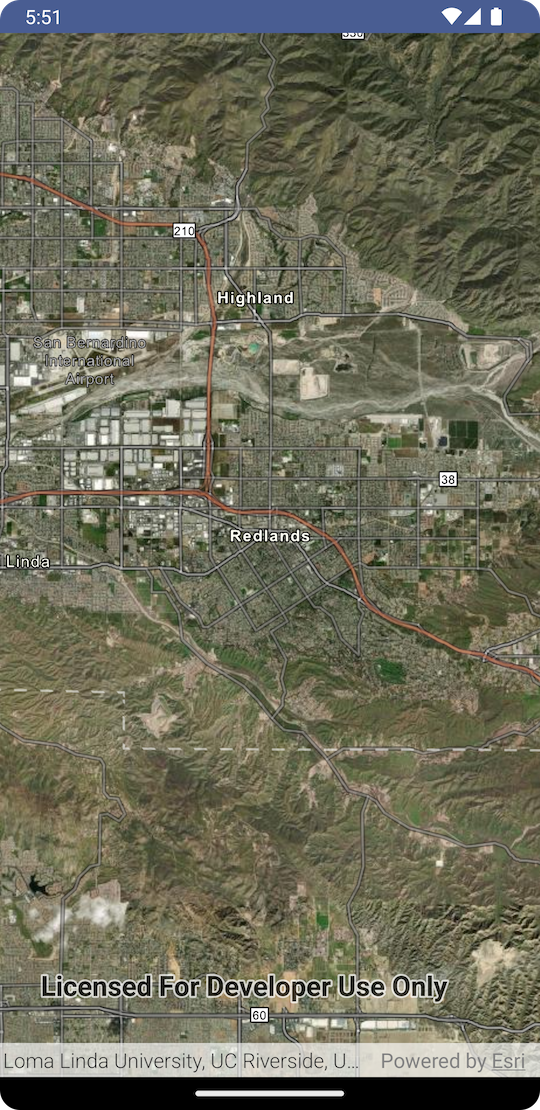 5:51
330
210
Highland
San Bernardino
International
Airport
38
Redlands
Linda
Licensed For Developer Use Only
60
Loma Linda University, UC Riverside, U... Powered by Esri